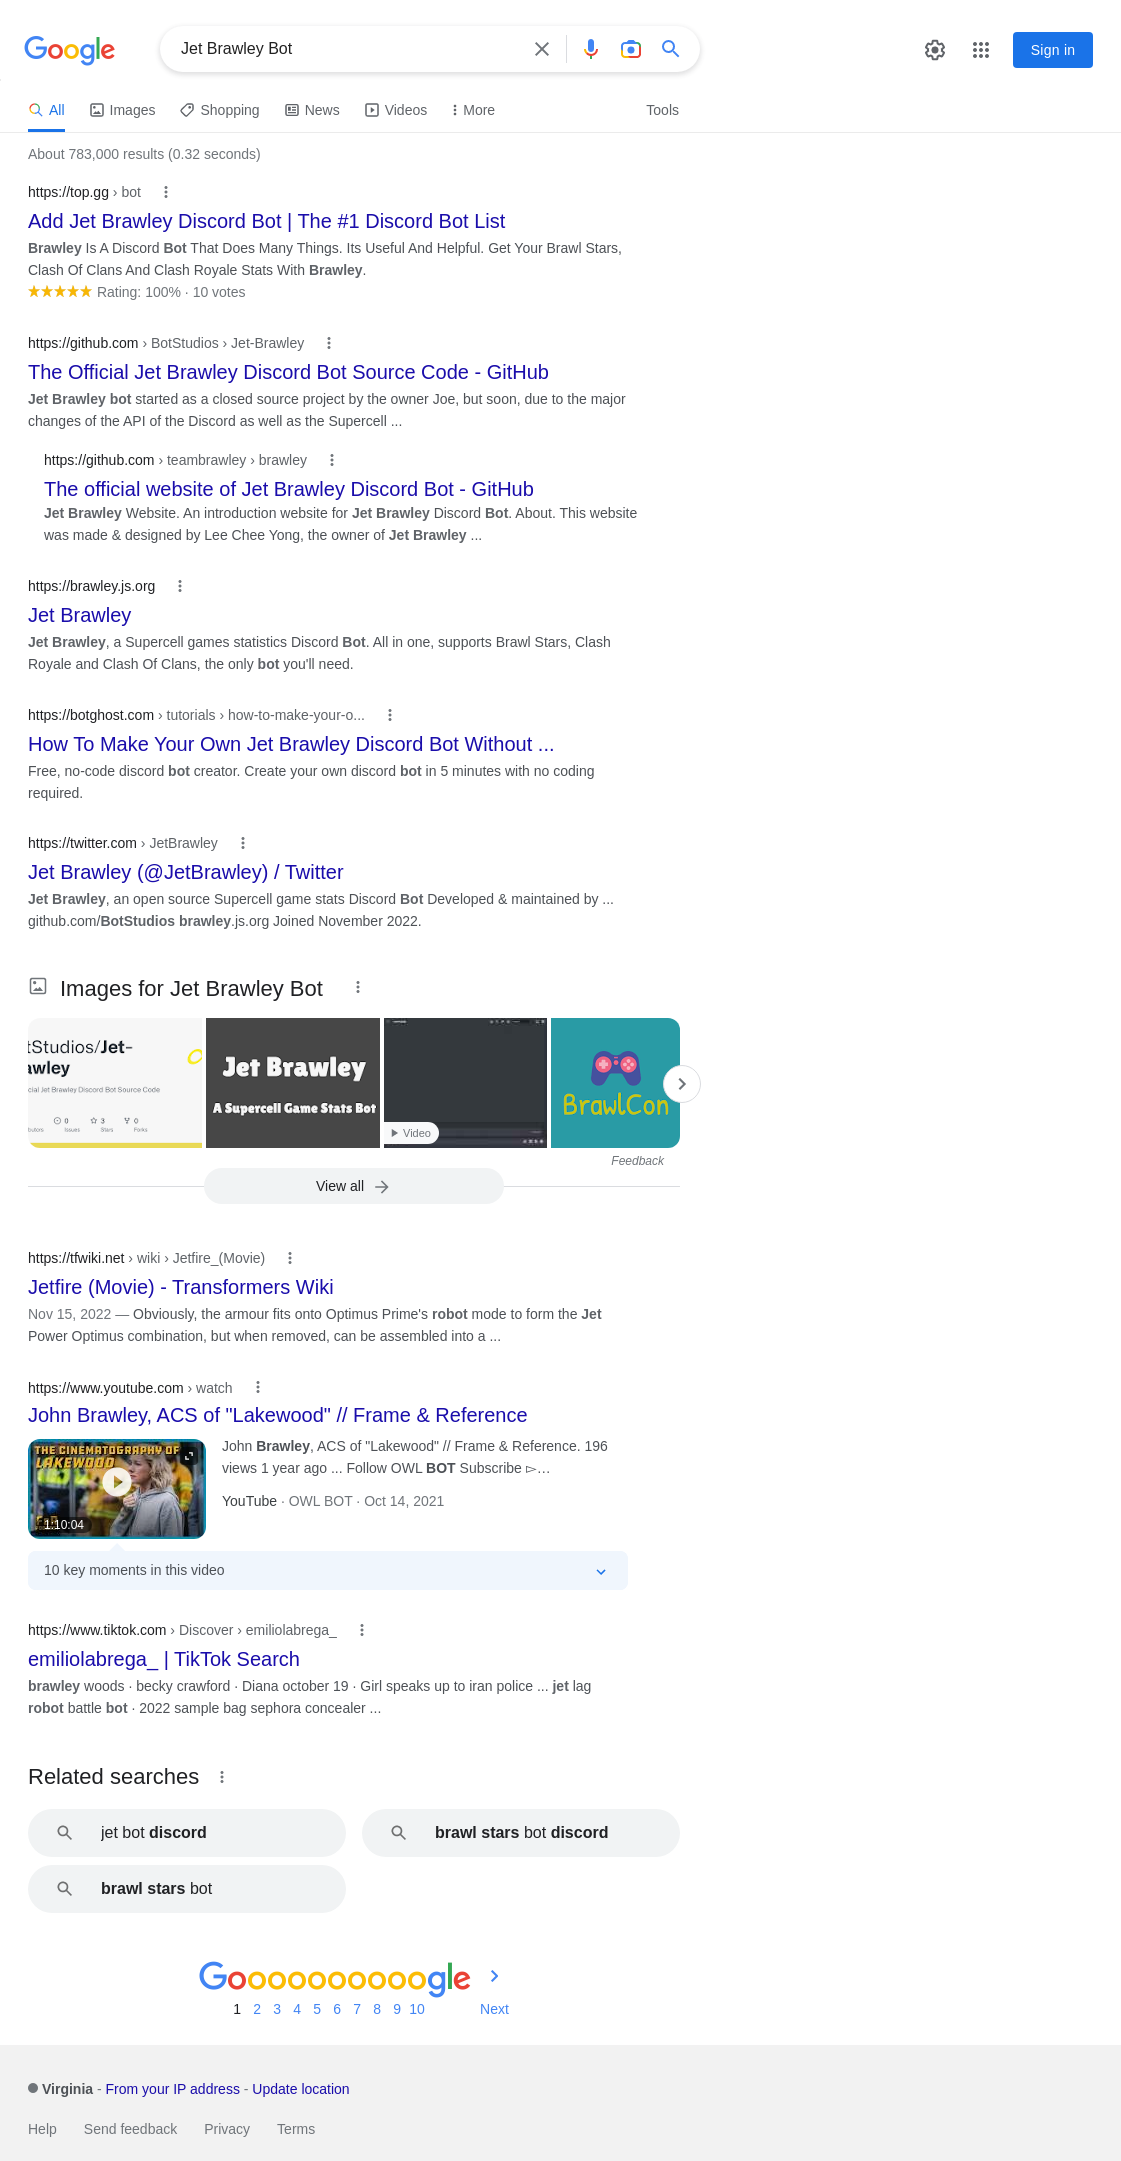 Google
Jet Brawley Bot
Sign in
All Images Shopping News Videos More Tools
About 783,000 results (0.32 seconds)
https://top.gg › bot
Add Jet Brawley Discord Bot | The #1 Discord Bot List
Brawley Is A Discord Bot That Does Many Things. Its Useful And Helpful. Get Your Brawl Stars,
Clash Of Clans And Clash Royale Stats With Brawley.
Rating: 100% · 10 votes
https://github.com › BotStudios › Jet-Brawley
The Official Jet Brawley Discord Bot Source Code - GitHub
Jet Brawley bot started as a closed source project by the owner Joe, but soon, due to the major
changes of the API of the Discord as well as the Supercell ...
https://github.com › teambrawley › brawley
The official website of Jet Brawley Discord Bot - GitHub
Jet Brawley Website. An introduction website for Jet Brawley Discord Bot. About. This website
was made & designed by Lee Chee Yong, the owner of Jet Brawley ...
https://brawley.js.org
Jet Brawley
Jet Brawley, a Supercell games statistics Discord Bot. All in one, supports Brawl Stars, Clash
Royale and Clash Of Clans, the only bot you'll need.
https://botghost.com › tutorials › how-to-make-your-o...
How To Make Your Own Jet Brawley Discord Bot Without ...
Free, no-code discord bot creator. Create your own discord bot in 5 minutes with no coding
required.
https://twitter.com › JetBrawley
Jet Brawley (@JetBrawley) / Twitter
Jet Brawley, an open source Supercell game stats Discord Bot Developed & maintained by ...
github.com/BotStudios brawley.js.org Joined November 2022.
Images for Jet Brawley Bot
tStudios/Jet-
awley
cial Jet Brawley Discord Bot Source Code
0 3 0
butors Issues Stars Forks
Jet Brawley
A Supercell Game Stats Bot
Video
BrawlCon
Feedback
View all
https://tfwiki.net › wiki › Jetfire_(Movie)
Jetfire (Movie) - Transformers Wiki
Nov 15, 2022 — Obviously, the armour fits onto Optimus Prime's robot mode to form the Jet
Power Optimus combination, but when removed, can be assembled into a ...
https://www.youtube.com › watch
John Brawley, ACS of "Lakewood" // Frame & Reference
THE CINEMATOGRAPHY OF
LAKEWOOD
1:10:04
John Brawley, ACS of "Lakewood" // Frame & Reference. 196
views 1 year ago ... Follow OWL BOT Subscribe ▻…
YouTube · OWL BOT · Oct 14, 2021
10 key moments in this video
https://www.tiktok.com › Discover › emiliolabrega_
emiliolabrega_ | TikTok Search
brawley woods · becky crawford · Diana october 19 · Girl speaks up to iran police ... jet lag
robot battle bot · 2022 sample bag sephora concealer ...
Related searches
jet bot discord
brawl stars bot discord
brawl stars bot
Goooooooooogle
1 2 3 4 5 6 7 8 9 10 Next
Virginia - From your IP address - Update location
Help Send feedback Privacy Terms